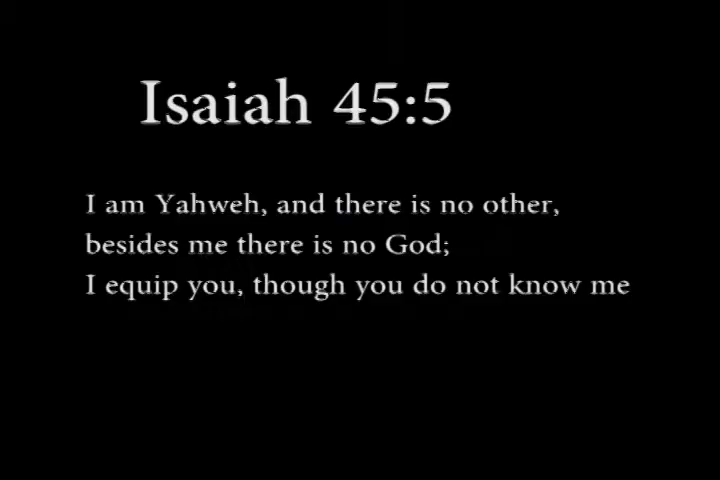 Isaiah 45:5
I am Yahweh, and there is no other,
besides me there is no God;
I equip you, though you do not know me